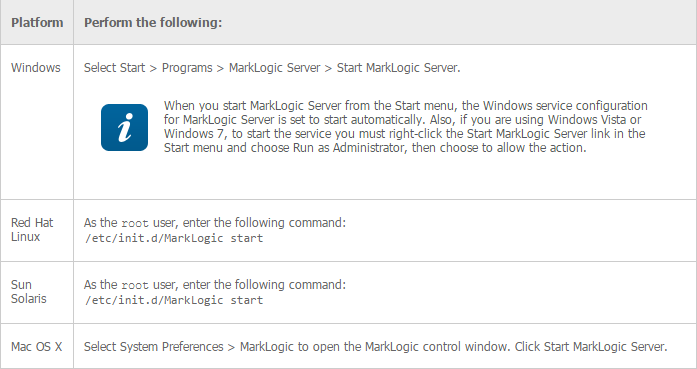 Platform Perform the following:
Windows Select Start > Programs > MarkLogic Server > Start MarkLogic Server.
i
When you start MarkLogic Server from the Start menu, the Windows service configuration
for MarkLogic Server is set to start automatically. Also, if you are using Windows Vista or
Windows 7, to start the service you must right-click the Start MarkLogic Server link in the
Start menu and choose Run as Administrator, then choose to allow the action.
Red Hat
Linux
As the root user, enter the following command:
/etc/init.d/MarkLogic start
Sun
Solaris
As the root user, enter the following command:
/etc/init.d/MarkLogic start
Mac OS X Select System Preferences > MarkLogic to open the MarkLogic control window. Click Start MarkLogic Server.